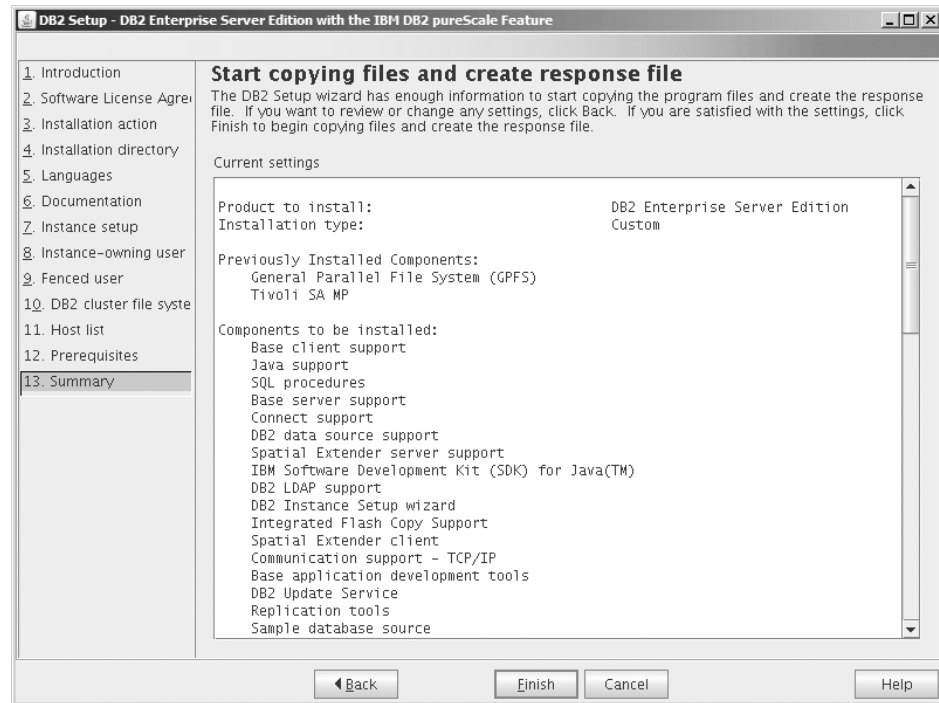 DB2 Setup - DB2 Enterprise Server Edition with the IBM DB2 pureScale Feature
1. Introduction
2. Software License Agre
3. Installation action
4. Installation directory
5. Languages
6. Documentation
7. Instance setup
8. Instance-owning user
9. Fenced user
10. DB2 cluster file syste
11. Host list
12. Prerequisites
13. Summary
Start copying files and create response file
The DB2 Setup wizard has enough information to start copying the program files and create the response
file. If you want to review or change any settings, click Back. If you are satisfied with the settings, click
Finish to begin copying files and create the response file.
Current settings
Product to install: DB2 Enterprise Server Edition
Installation type: Custom
Previously Installed Components:
General Parallel File System (GPFS)
Tivoli SA MP
Components to be installed:
Base client support
Java support
SQL procedures
Base server support
Connect support
DB2 data source support
Spatial Extender server support
IBM Software Development Kit (SDK) for Java(TM)
DB2 LDAP support
DB2 Instance Setup wizard
Integrated Flash Copy Support
Spatial Extender client
Communication support - TCP/IP
Base application development tools
DB2 Update Service
Replication tools
Sample database source
Back Finish Cancel Help